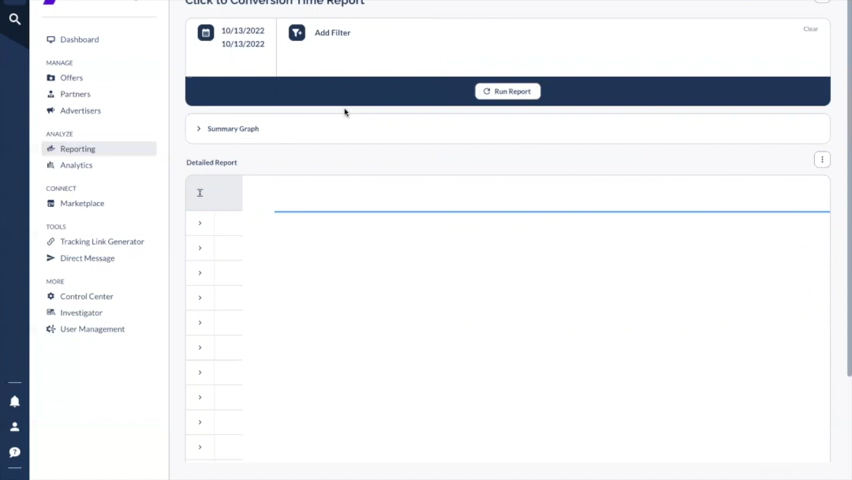 Click to Conversion Time Report
10/13/2022
10/13/2022
Add Filter
Clear
Run Report
Summary Graph
Detailed Report
Dashboard
MANAGE
Offers
Partners
Advertisers
ANALYZE
Reporting
Analytics
CONNECT
Marketplace
TOOLS
Tracking Link Generator
Direct Message
MORE
Control Center
Investigator
User Management